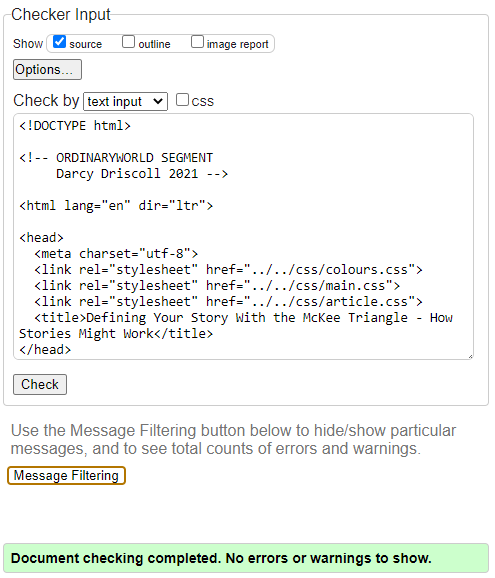 Checker Input
Show source outline image report
Options...
Check by text input css
<!DOCTYPE html>
<!-- ORDINARYWORLD SEGMENT
     Darcy Driscoll 2021 -->
<html lang="en" dir="ltr">
<head>
  <meta charset="utf-8">
  <link rel="stylesheet" href="../../css/colours.css">
  <link rel="stylesheet" href="../../css/main.css">
  <link rel="stylesheet" href="../../css/article.css">
  <title>Defining Your Story With the McKee Triangle - How
Stories Might Work</title>
</head>
Check
Use the Message Filtering button below to hide/show particular
messages, and to see total counts of errors and warnings.
Message Filtering
Document checking completed. No errors or warnings to show.